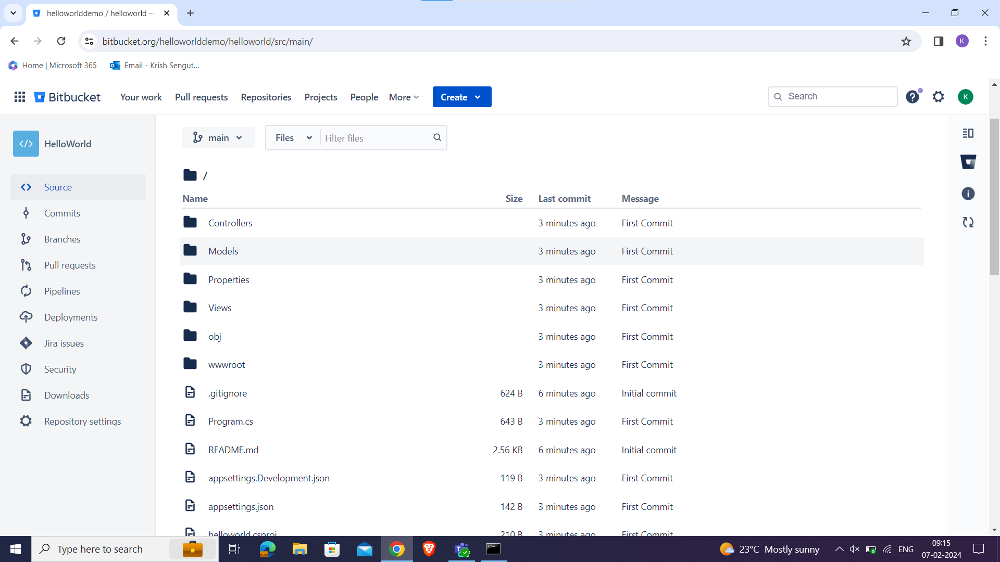 helloworlddemo / helloworld —
bitbucket.org/helloworlddemo/helloworld/src/main/
K
Home | Microsoft 365
Email - Krish Sengut...
Bitbucket
Your work
Pull requests
Repositories
Projects
People
More
Create
Search
K
HelloWorld
Source
Commits
Branches
Pull requests
Pipelines
Deployments
Jira issues
Security
Downloads
Repository settings
main
Files
Filter files
/
Name Size Last commit Message
Controllers 3 minutes ago First Commit
Models 3 minutes ago First Commit
Properties 3 minutes ago First Commit
Views 3 minutes ago First Commit
obj 3 minutes ago First Commit
wwwroot 3 minutes ago First Commit
.gitignore 624 B 6 minutes ago Initial commit
Program.cs 643 B 3 minutes ago First Commit
README.md 2.56 KB 6 minutes ago Initial commit
appsettings.Development.json 119 B 3 minutes ago First Commit
appsettings.json 142 B 3 minutes ago First Commit
helloworld.csproj 210 B 3 minutes ago First Commit
Type here to search
23°C Mostly sunny
ENG
09:15
07-02-2024